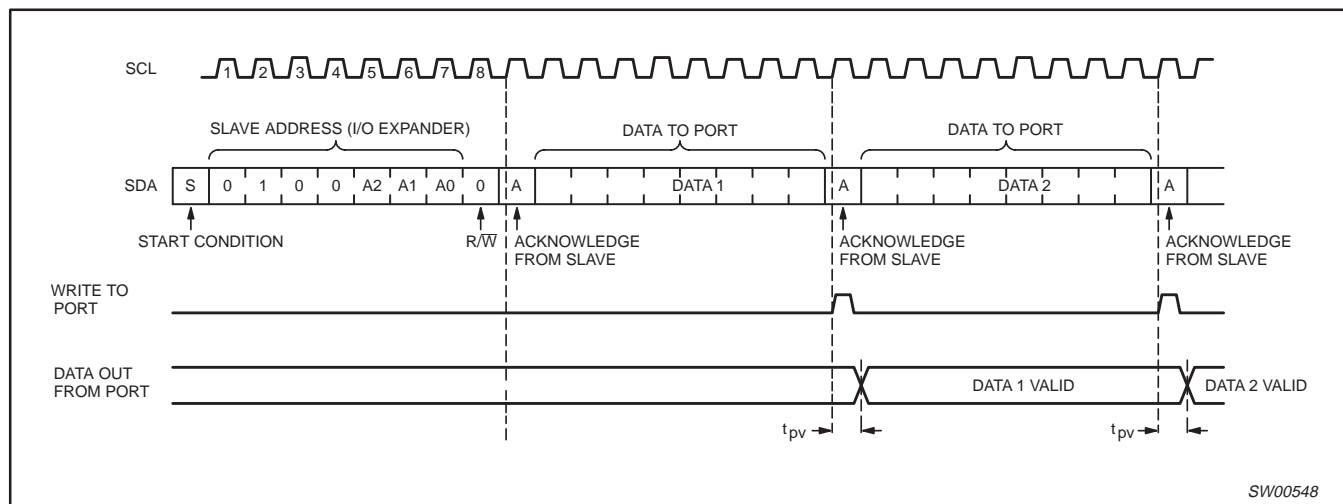 SCL
1 2 3 4 5 6 7 8
SLAVE ADDRESS (I/O EXPANDER)
DATA TO PORT
DATA TO PORT
SDA
S 0 1 0 0 A2 A1 A0 0 A DATA 1 A DATA 2 A
START CONDITION
R/W̅
ACKNOWLEDGE
FROM SLAVE
ACKNOWLEDGE
FROM SLAVE
ACKNOWLEDGE
FROM SLAVE
WRITE TO
PORT
DATA OUT
FROM PORT
DATA 1 VALID
DATA 2 VALID
tpv
tpv
SW00548